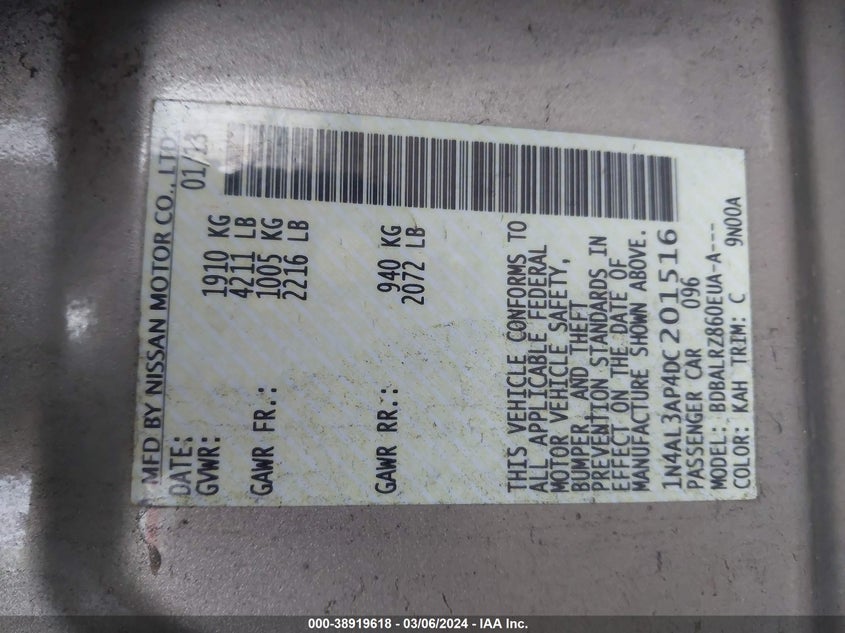 MFD BY NISSAN MOTOR CO., LTD.
DATE: 01/13
GVWR: 1910 KG
4211 LB
GAWR FR.: 1005 KG
2216 LB
GAWR RR.: 940 KG
2072 LB
THIS VEHICLE CONFORMS TO
ALL APPLICABLE FEDERAL
MOTOR VEHICLE SAFETY,
BUMPER, AND THEFT
PREVENTION STANDARDS IN
EFFECT ON THE DATE OF
MANUFACTURE SHOWN ABOVE.
1N4AL3AP4DC201516
PASSENGER CAR 096
MODEL: BDBALRZ860EUA-A---
COLOR: KAH TRIM: C 9N00A
000-38919618 - 03/06/2024 - IAA Inc.